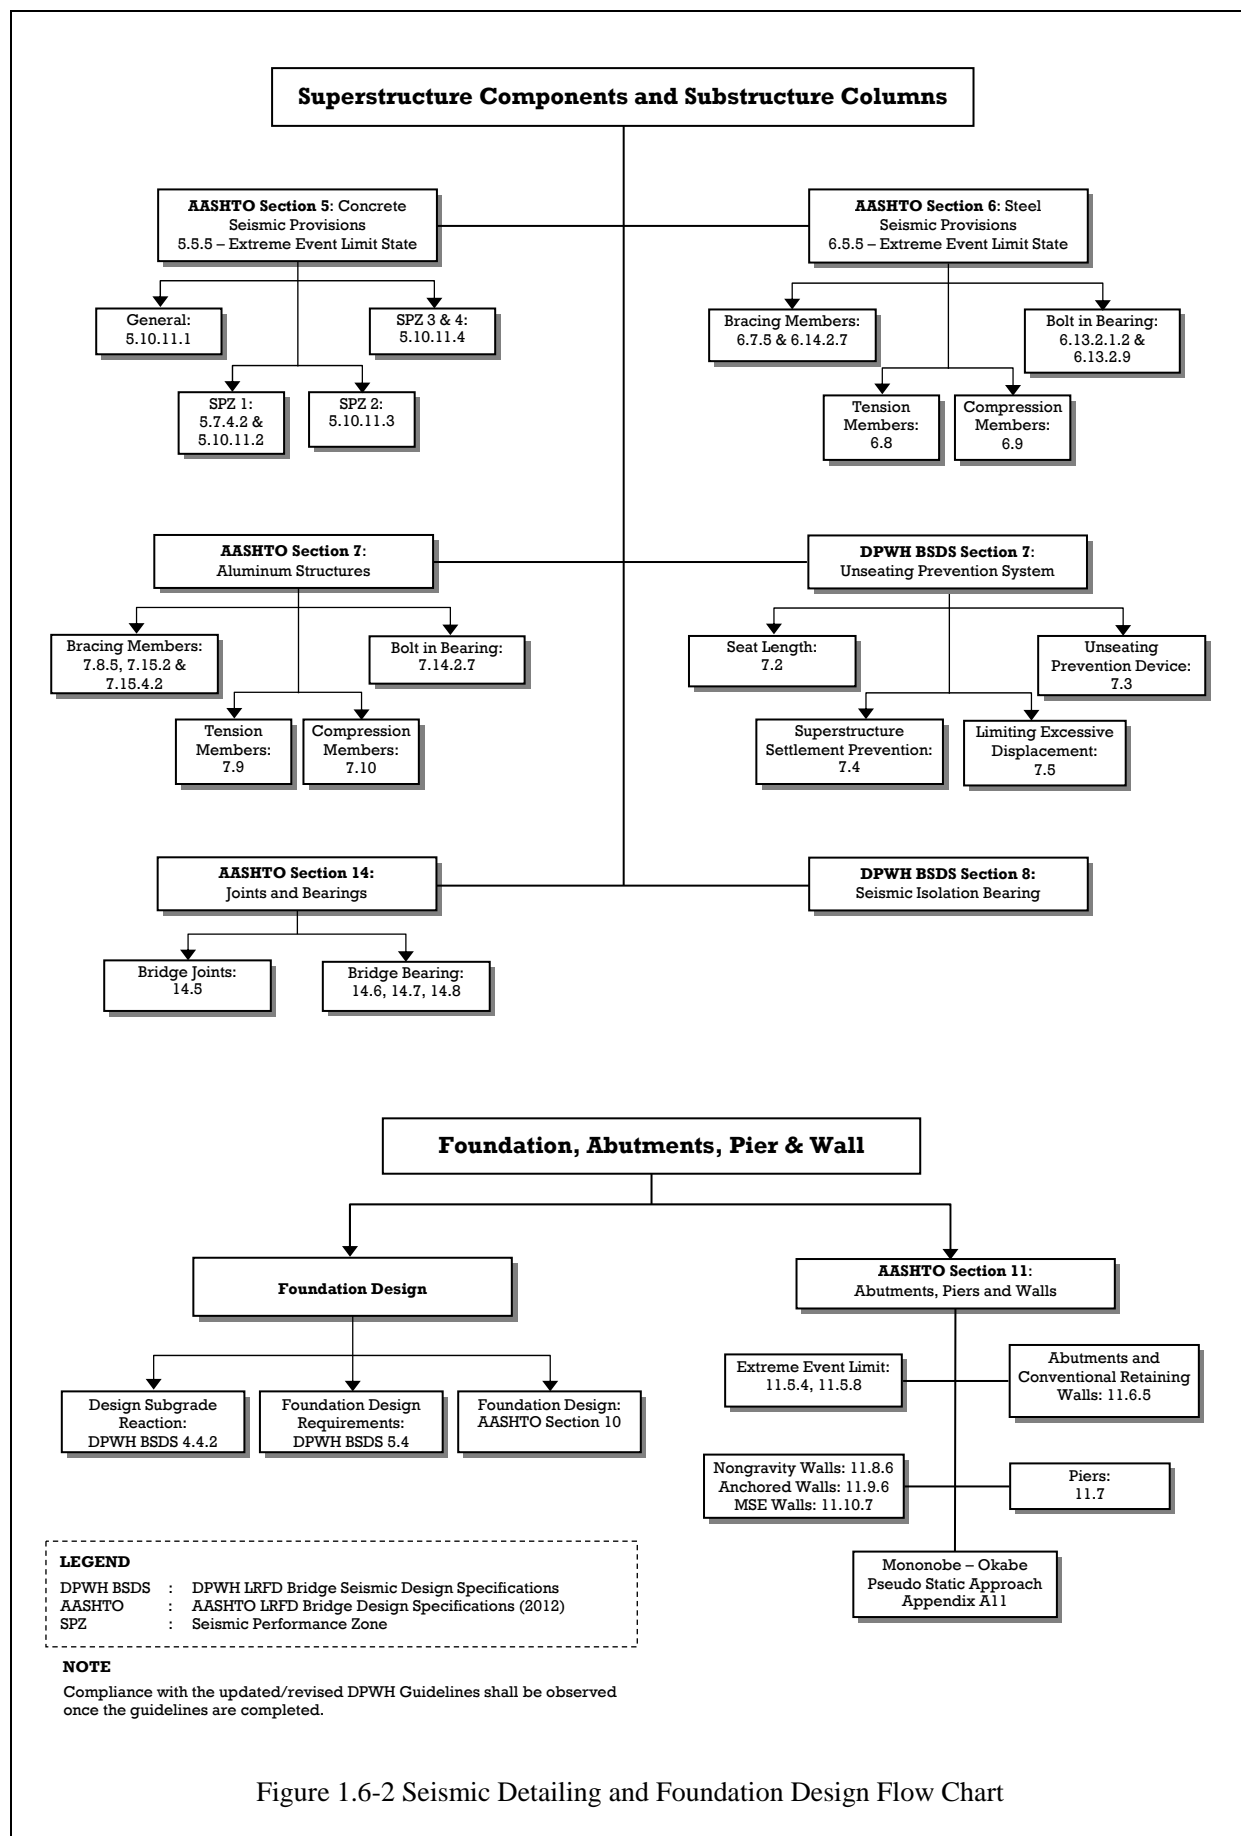 Superstructure Components and Substructure Columns
AASHTO Section 5: Concrete
Seismic Provisions
5.5.5 – Extreme Event Limit State
AASHTO Section 6: Steel
Seismic Provisions
6.5.5 – Extreme Event Limit State
General:
5.10.11.1
SPZ 3 & 4:
5.10.11.4
SPZ 1:
5.7.4.2 &
5.10.11.2
SPZ 2:
5.10.11.3
Bracing Members:
6.7.5 & 6.14.2.7
Bolt in Bearing:
6.13.2.1.2 &
6.13.2.9
Tension
Members:
6.8
Compression
Members:
6.9
AASHTO Section 7:
Aluminum Structures
DPWH BSDS Section 7:
Unseating Prevention System
Bracing Members:
7.8.5, 7.15.2 &
7.15.4.2
Bolt in Bearing:
7.14.2.7
Tension
Members:
7.9
Compression
Members:
7.10
Seat Length:
7.2
Unseating
Prevention Device:
7.3
Superstructure
Settlement Prevention:
7.4
Limiting Excessive
Displacement:
7.5
AASHTO Section 14:
Joints and Bearings
DPWH BSDS Section 8:
Seismic Isolation Bearing
Bridge Joints:
14.5
Bridge Bearing:
14.6, 14.7, 14.8
Foundation, Abutments, Pier & Wall
Foundation Design
AASHTO Section 11:
Abutments, Piers and Walls
Design Subgrade
Reaction:
DPWH BSDS 4.4.2
Foundation Design
Requirements:
DPWH BSDS 5.4
Foundation Design:
AASHTO Section 10
Extreme Event Limit:
11.5.4, 11.5.8
Abutments and
Conventional Retaining
Walls: 11.6.5
Nongravity Walls: 11.8.6
Anchored Walls: 11.9.6
MSE Walls: 11.10.7
Piers:
11.7
Mononobe – Okabe
Pseudo Static Approach
Appendix A11
LEGEND
DPWH BSDS : DPWH LRFD Bridge Seismic Design Specifications
AASHTO : AASHTO LRFD Bridge Design Specifications (2012)
SPZ : Seismic Performance Zone
NOTE
Compliance with the updated/revised DPWH Guidelines shall be observed
once the guidelines are completed.
Figure 1.6-2 Seismic Detailing and Foundation Design Flow Chart